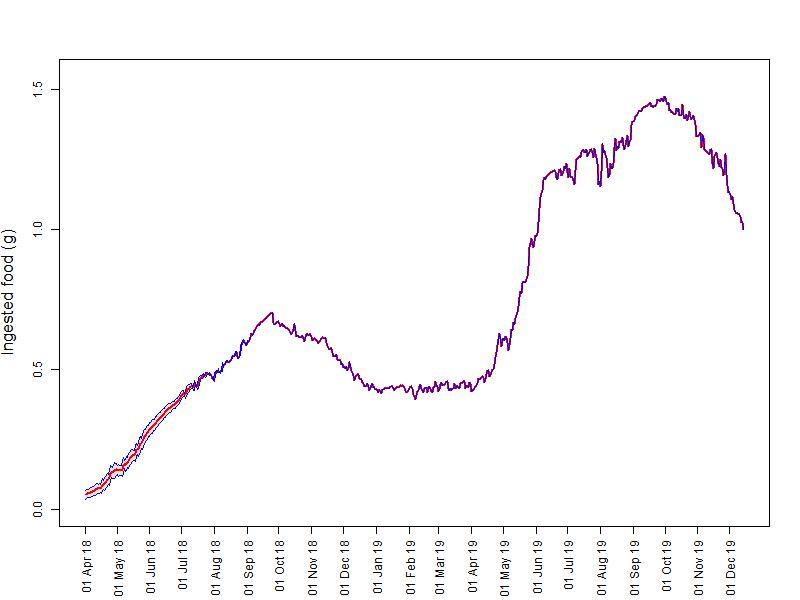 Ingested food (g)
1.5
1.0
0.5
0.0
01 Apr 18
01 May 18
01 Jun 18
01 Jul 18
01 Aug 18
01 Sep 18
01 Oct 18
01 Nov 18
01 Dec 18
01 Jan 19
01 Feb 19
01 Mar 19
01 Apr 19
01 May 19
01 Jun 19
01 Jul 19
01 Aug 19
01 Sep 19
01 Oct 19
01 Nov 19
01 Dec 19